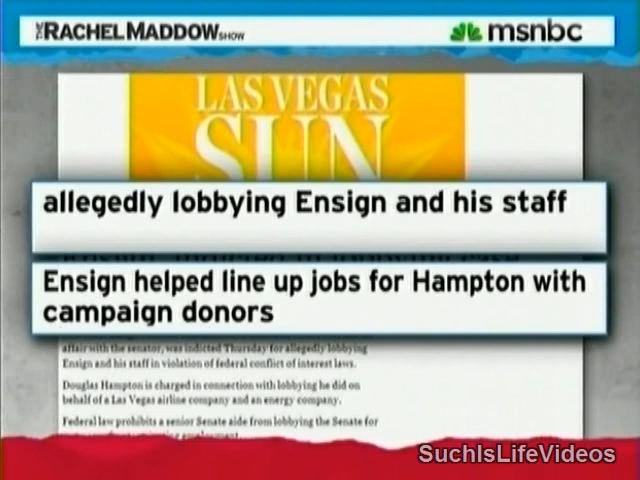 THE RACHEL MADDOW SHOW
msnbc
LAS VEGAS
SUN
allegedly lobbying Ensign and his staff
Ensign helped line up jobs for Hampton with
campaign donors
affair with the senator, was indicted Thursday for allegedly lobbying
Ensign and his staff in violation of federal conflict of interest laws.
Douglas Hampton is charged in connection with lobbying he did on
behalf of a Las Vegas airline company and an energy company.
Federal law prohibits a senior Senate aide from lobbying the Senate for
SuchIsLifeVideos